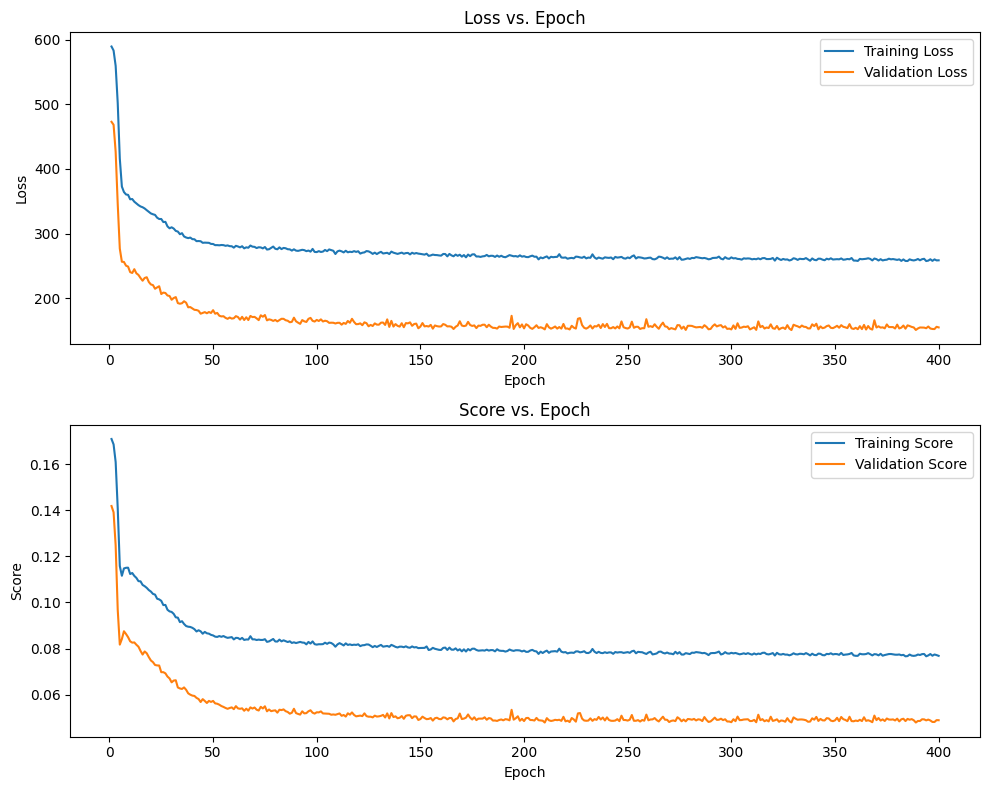 Loss vs. Epoch
600
500
400
300
200
Loss
Training Loss
Validation Loss
0 50 100 150 200 250 300 350 400
Epoch
Score vs. Epoch
0.16
0.14
0.12
0.10
0.08
0.06
Score
Training Score
Validation Score
0 50 100 150 200 250 300 350 400
Epoch